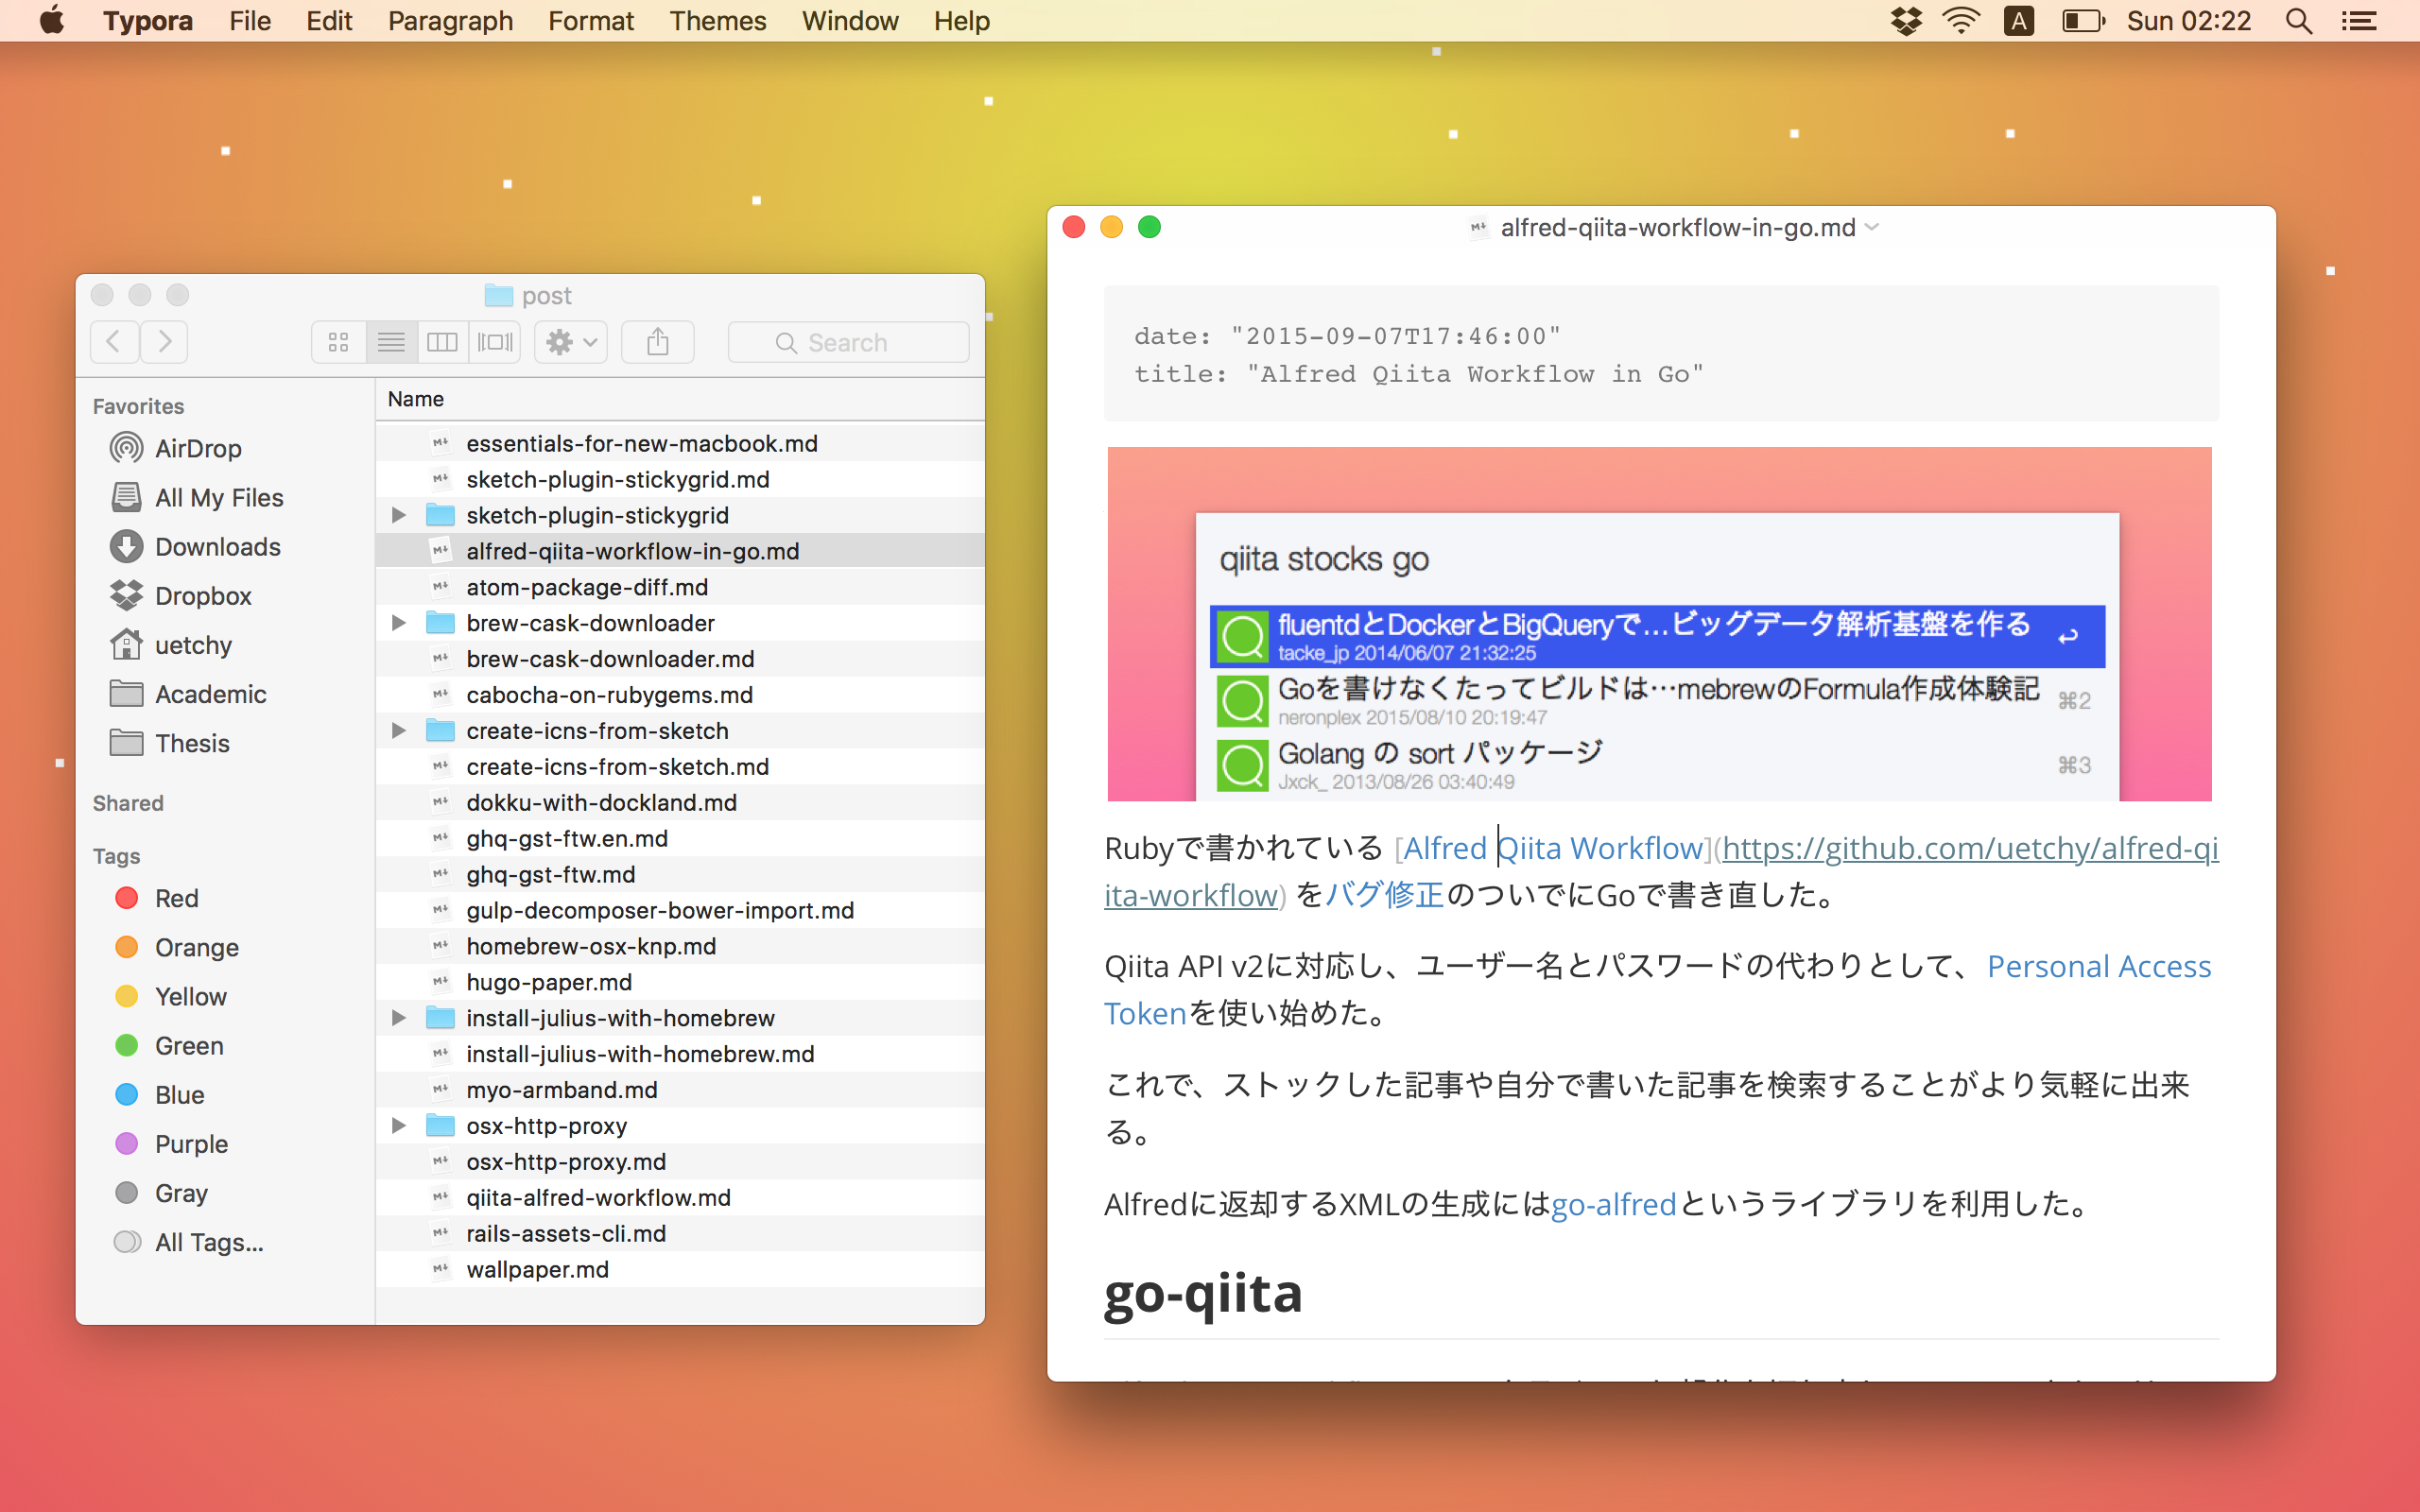 Typora File Edit Paragraph Format Themes Window Help A Sun 02:22
post
Search
Favorites
AirDrop
All My Files
Downloads
Dropbox
uetchy
Academic
Thesis
Shared
Tags
Red
Orange
Yellow
Green
Blue
Purple
Gray
All Tags...
Name
essentials-for-new-macbook.md
sketch-plugin-stickygrid.md
sketch-plugin-stickygrid
alfred-qiita-workflow-in-go.md
atom-package-diff.md
brew-cask-downloader
brew-cask-downloader.md
cabocha-on-rubygems.md
create-icns-from-sketch
create-icns-from-sketch.md
dokku-with-dockland.md
ghq-gst-ftw.en.md
ghq-gst-ftw.md
gulp-decomposer-bower-import.md
homebrew-osx-knp.md
hugo-paper.md
install-julius-with-homebrew
install-julius-with-homebrew.md
myo-armband.md
osx-http-proxy
osx-http-proxy.md
qiita-alfred-workflow.md
rails-assets-cli.md
wallpaper.md
alfred-qiita-workflow-in-go.md
date: "2015-09-07T17:46:00"
title: "Alfred Qiita Workflow in Go"
qiita stocks go
fluentdとDockerとBigQueryで…ビッグデータ解析基盤を作る
tacke_jp 2014/06/07 21:32:25
Goを書けなくたってビルドは…mebrewのFormula作成体験記 ⌘2
neronplex 2015/08/10 20:19:47
Golang の sort パッケージ ⌘3
Jxck_ 2013/08/26 03:40:49
Rubyで書かれている [Alfred Qiita Workflow](https://github.com/uetchy/alfred-qi
ita-workflow) をバグ修正のついでにGoで書き直した。
Qiita API v2に対応し、ユーザー名とパスワードの代わりとして、Personal Access
Tokenを使い始めた。
これで、ストックした記事や自分で書いた記事を検索することがより気軽に出来
る。
Alfredに返却するXMLの生成にはgo-alfredというライブラリを利用した。
go-qiita